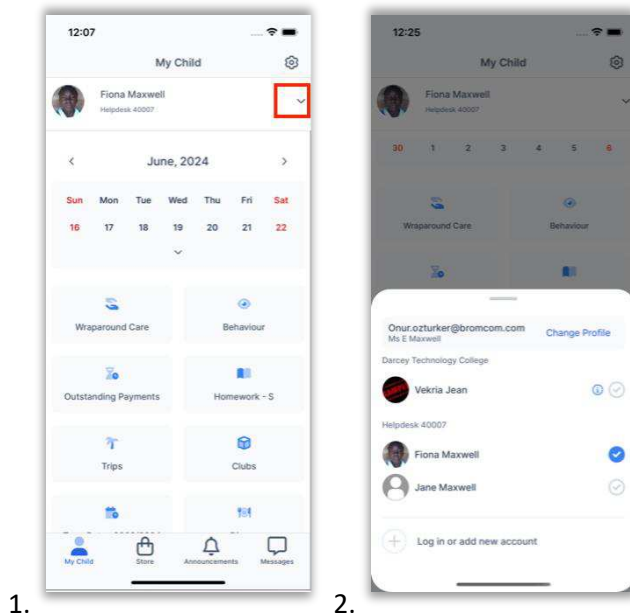 12:07
My Child
Fiona Maxwell
Helpdesk 40007
June, 2024
Sun Mon Tue Wed Thu Fri Sat
16 17 18 19 20 21 22
Wraparound Care Behaviour
Outstanding Payments Homework - S
Trips Clubs
My Child Store Announcements Messages
1.
12:25
My Child
Fiona Maxwell
Helpdesk 40007
30 1 2 3 4 5 6
Wraparound Care Behaviour
Onur.ozturker@bromcom.com Change Profile
Ms E Maxwell
Darcey Technology College
Vekria Jean
Helpdesk 40007
Fiona Maxwell
Jane Maxwell
Log in or add new account
2.